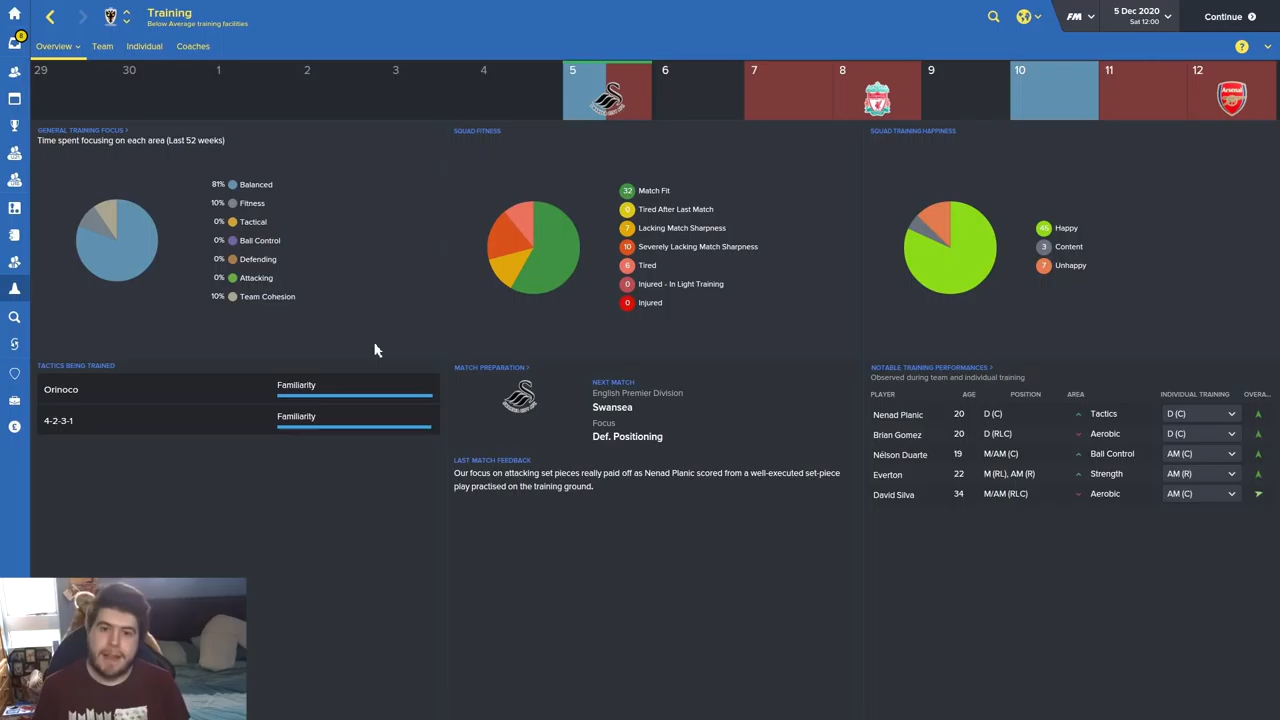 Training
Below Average training facilities
8
FM
5 Dec 2020
Sat 12:00
Continue
Overview
Team
Individual
Coaches
?
29
30
1
2
3
4
5
6
7
8
9
10
11
12
Arsenal
GENERAL TRAINING FOCUS >
Time spent focusing on each area (Last 52 weeks)
81% Balanced
10% Fitness
0% Tactical
0% Ball Control
0% Defending
0% Attacking
10% Team Cohesion
SQUAD FITNESS
32 Match Fit
0 Tired After Last Match
7 Lacking Match Sharpness
10 Severely Lacking Match Sharpness
6 Tired
0 Injured - In Light Training
0 Injured
SQUAD TRAINING HAPPINESS
45 Happy
3 Content
7 Unhappy
TACTICS BEING TRAINED
Orinoco
Familiarity
4-2-3-1
Familiarity
MATCH PREPARATION >
NEXT MATCH
English Premier Division
Swansea
Focus
Def. Positioning
LAST MATCH FEEDBACK
Our focus on attacking set pieces really paid off as Nenad Planic scored from a well-executed set-piece
play practised on the training ground.
NOTABLE TRAINING PERFORMANCES >
Observed during team and individual training
PLAYER AGE POSITION AREA INDIVIDUAL TRAINING OVERA...
Nenad Planic 20 D (C) Tactics D (C)
Brian Gomez 20 D (RLC) Aerobic D (C)
Nélson Duarte 19 M/AM (C) Ball Control AM (C)
Everton 22 M (RL), AM (R) Strength AM (R)
David Silva 34 M/AM (RLC) Aerobic AM (C)